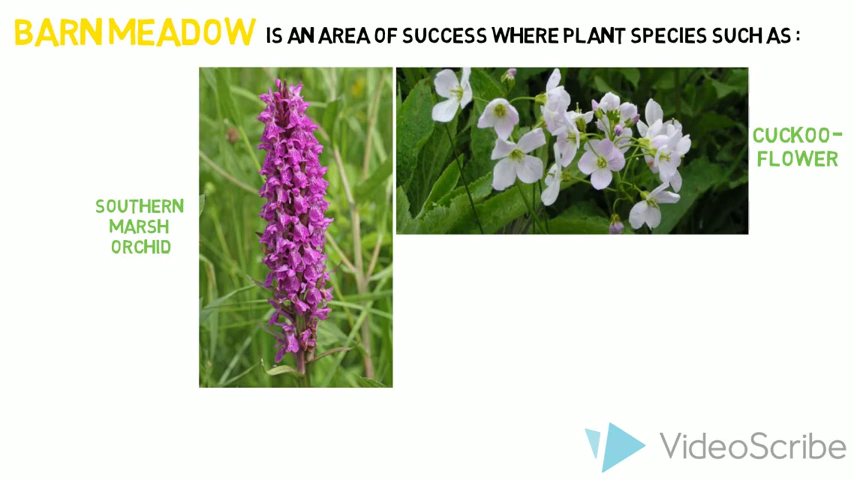 BARN MEADOW IS AN AREA OF SUCCESS WHERE PLANT SPECIES SUCH AS :
CUCKOO-
FLOWER
SOUTHERN
MARSH
ORCHID
VideoScribe